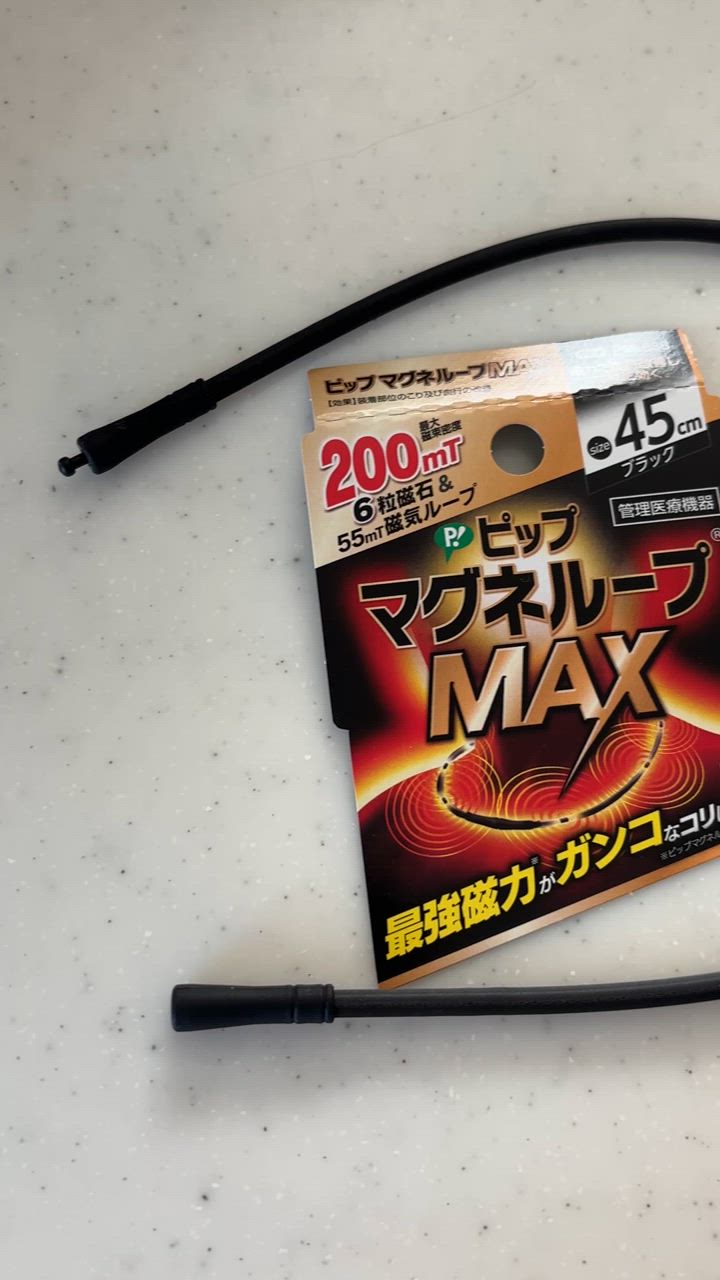 ピップ マグネループMA
【効果】装着部位のこり及び血行の改善
最大
磁束密度
200mT
6粒磁石&
55mT磁気ループ
size 45cm
ブラック
管理医療機器
P!
ピップ
マグネループ®
MAX
最強磁力※がガンコなコリ
※ピップマグネル